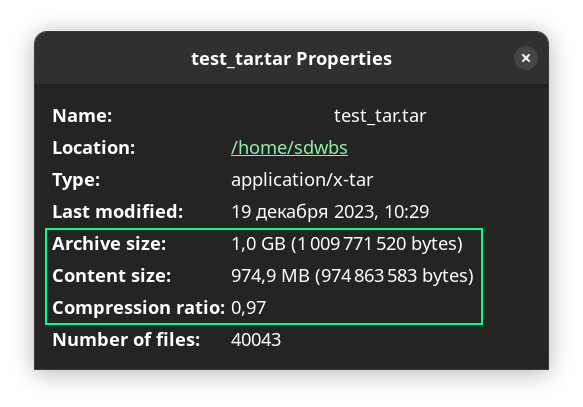 test_tar.tar Properties
Name: test_tar.tar
Location: /home/sdwbs
Type: application/x-tar
Last modified: 19 декабря 2023, 10:29
Archive size: 1,0 GB (1 009 771 520 bytes)
Content size: 974,9 MB (974 863 583 bytes)
Compression ratio: 0,97
Number of files: 40043